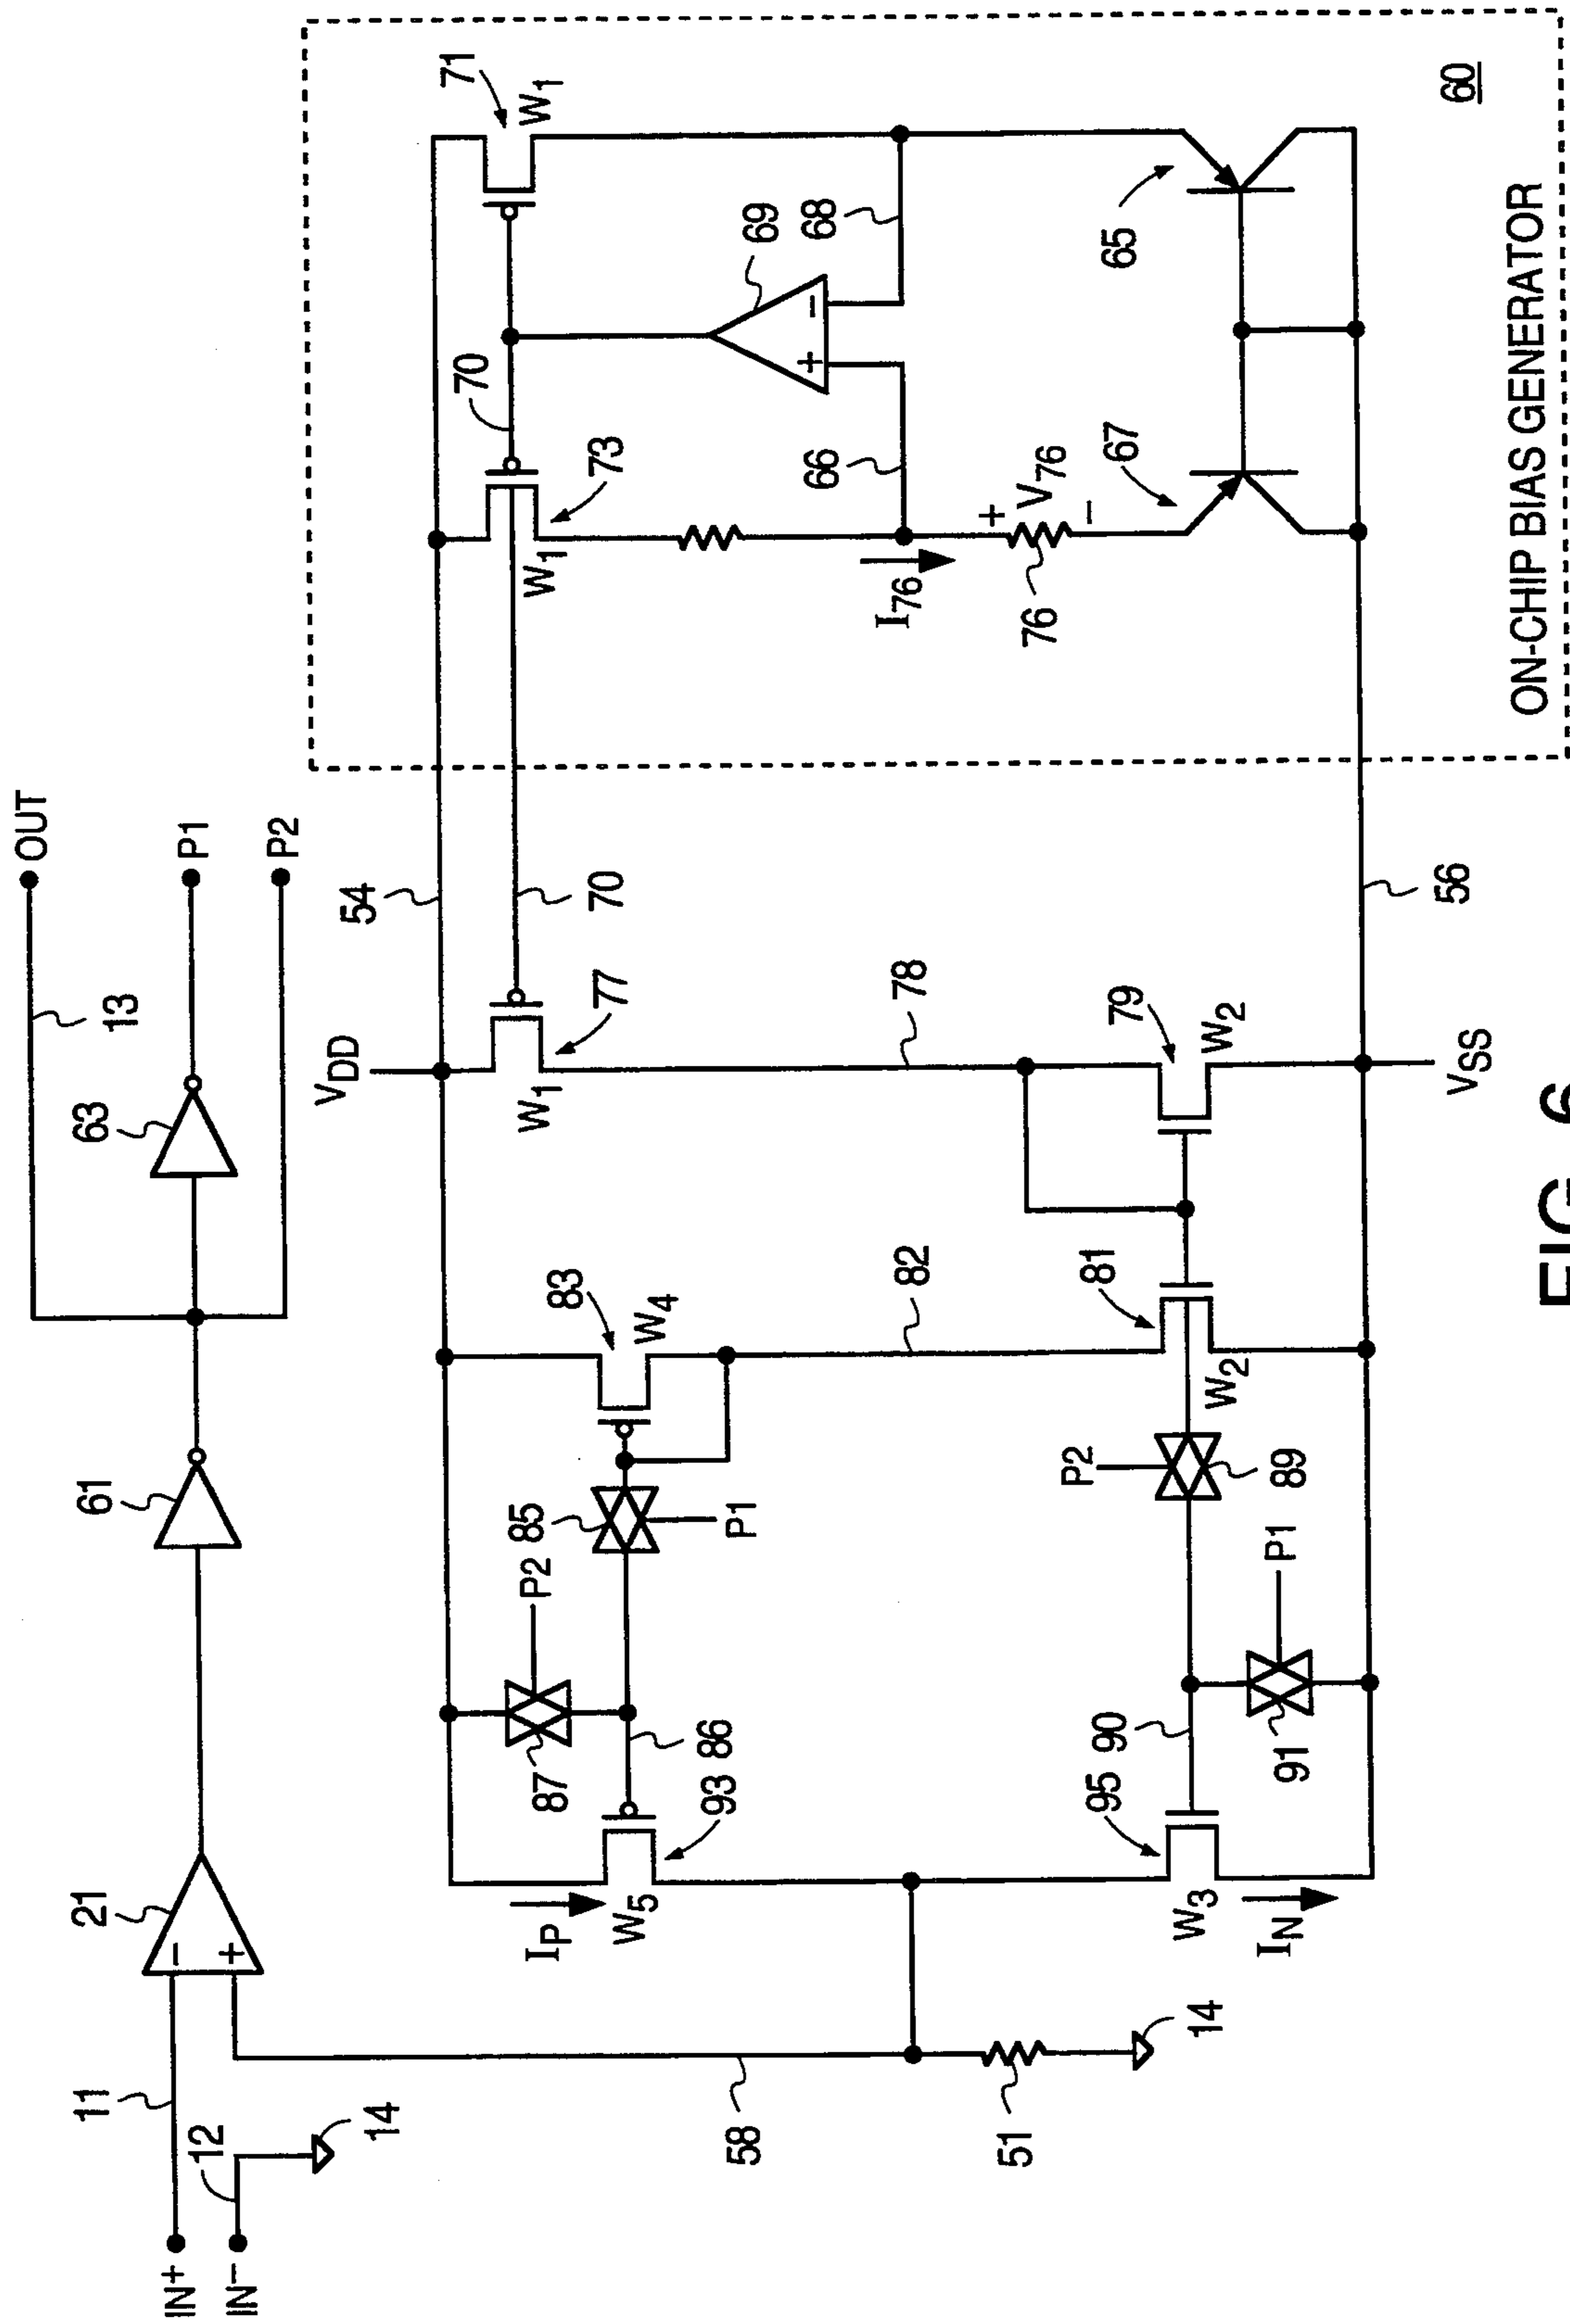 OUT
13
P1
P2
63
61
21
−
+
11
12
IN+
IN−
14
58
51
14
VDD
54
70
77
W1
78
79
W2
VSS
56
83
W4
82
81
W2
P2
87
85
P1
86
93
W5
IP
P2
89
P1
90
91
95
W3
IN
71
W1
70
73
W1
69
+
−
68
66
I76
+
V76
−
76
67
65
60
ON-CHIP BIAS GENERATOR
FIG. 6